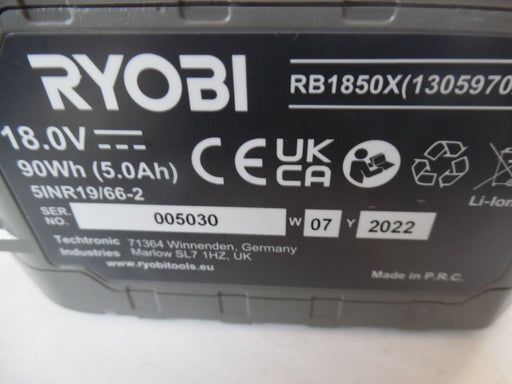 RYOBI
RB1850X(1305970
18.0V
90Wh (5.0Ah)
5INR19/66-2
CE UK CA
Li-Ion
SER. NO. 005030 W 07 Y 2022
Techtronic Industries
71364 Winnenden, Germany
Marlow SL7 1HZ, UK
www.ryobitools.eu
Made in P.R.C.